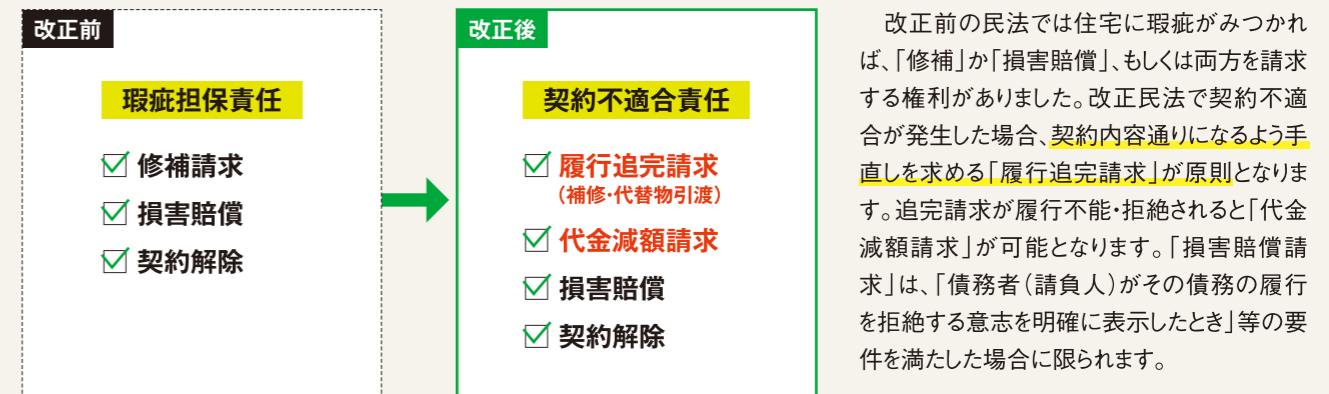 改正前
瑕疵担保責任
修補請求
損害賠償
契約解除
改正後
契約不適合責任
履行追完請求
（補修・代替物引渡）
代金減額請求
損害賠償
契約解除
改正前の民法では住宅に瑕疵がみつかれ
ば、「修補」か「損害賠償」、もしくは両方を請求
する権利がありました。改正民法で契約不適
合が発生した場合、契約内容通りになるよう手
直しを求める「履行追完請求」が原則となりま
す。追完請求が履行不能・拒絶されると「代金
減額請求」が可能となります。「損害賠償請
求」は、「債務者（請負人）がその債務の履行
を拒絶する意志を明確に表示したとき」等の要
件を満たした場合に限られます。